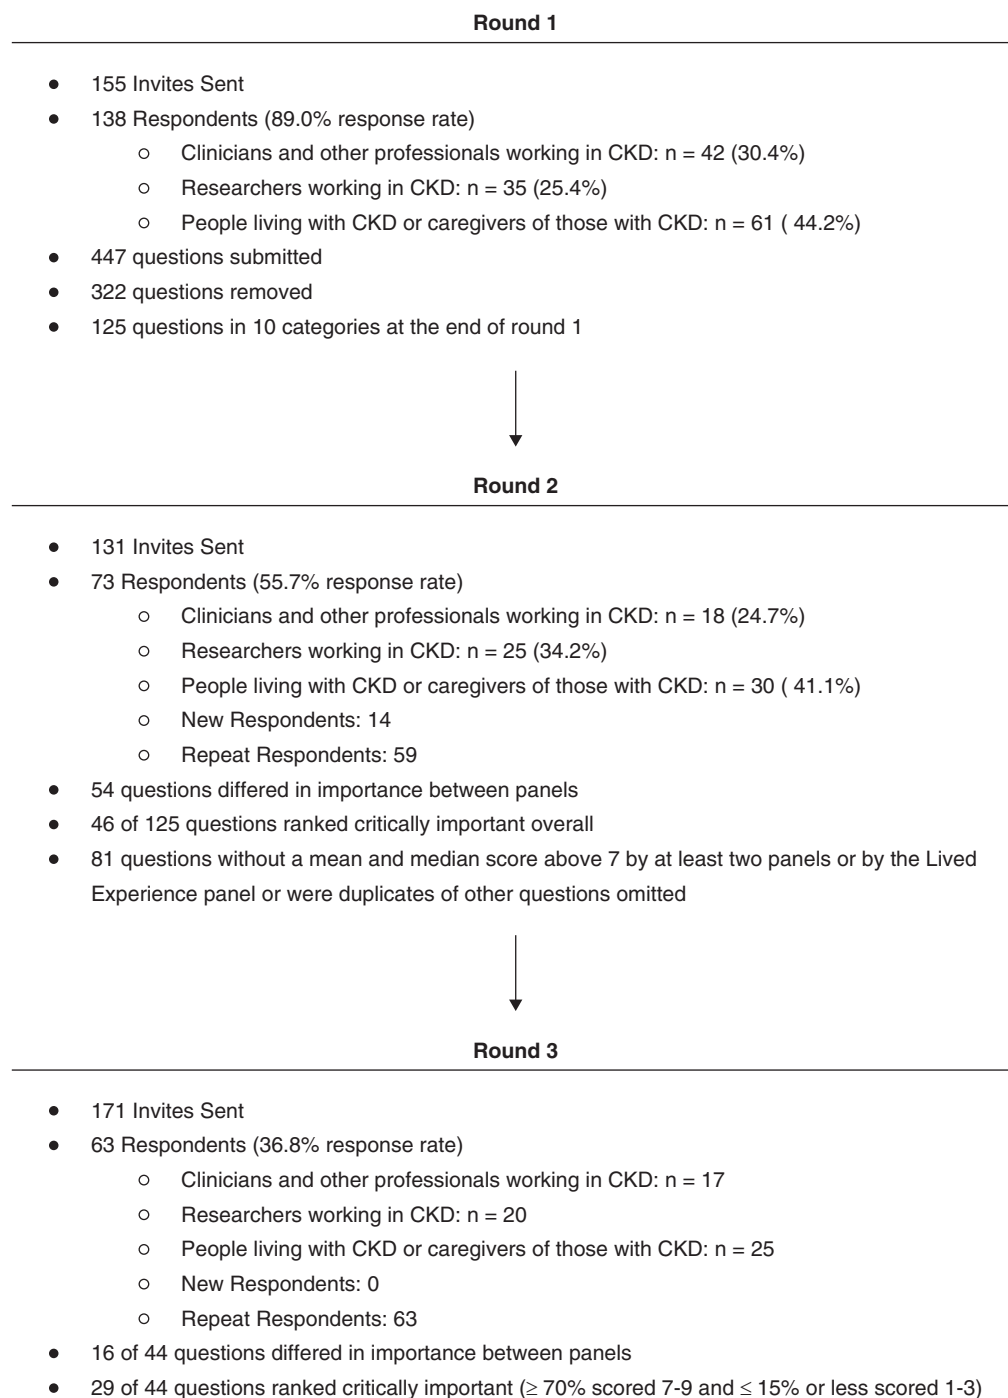 Round 1
● 155 Invites Sent
● 138 Respondents (89.0% response rate)
○ Clinicians and other professionals working in CKD: n = 42 (30.4%)
○ Researchers working in CKD: n = 35 (25.4%)
○ People living with CKD or caregivers of those with CKD: n = 61 ( 44.2%)
● 447 questions submitted
● 322 questions removed
● 125 questions in 10 categories at the end of round 1
Round 2
● 131 Invites Sent
● 73 Respondents (55.7% response rate)
○ Clinicians and other professionals working in CKD: n = 18 (24.7%)
○ Researchers working in CKD: n = 25 (34.2%)
○ People living with CKD or caregivers of those with CKD: n = 30 ( 41.1%)
○ New Respondents: 14
○ Repeat Respondents: 59
● 54 questions differed in importance between panels
● 46 of 125 questions ranked critically important overall
● 81 questions without a mean and median score above 7 by at least two panels or by the Lived
Experience panel or were duplicates of other questions omitted
Round 3
● 171 Invites Sent
● 63 Respondents (36.8% response rate)
○ Clinicians and other professionals working in CKD: n = 17
○ Researchers working in CKD: n = 20
○ People living with CKD or caregivers of those with CKD: n = 25
○ New Respondents: 0
○ Repeat Respondents: 63
● 16 of 44 questions differed in importance between panels
● 29 of 44 questions ranked critically important (≥ 70% scored 7-9 and ≤ 15% or less scored 1-3)